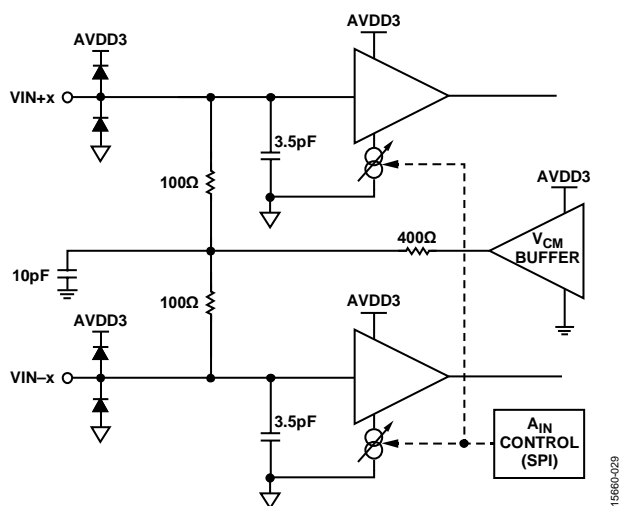 AVDD3
AVDD3
VIN+x
3.5pF
100Ω
AVDD3
400Ω
VCM
BUFFER
10pF
100Ω
AVDD3
AVDD3
VIN–x
3.5pF
AIN
CONTROL
(SPI)
15660-029